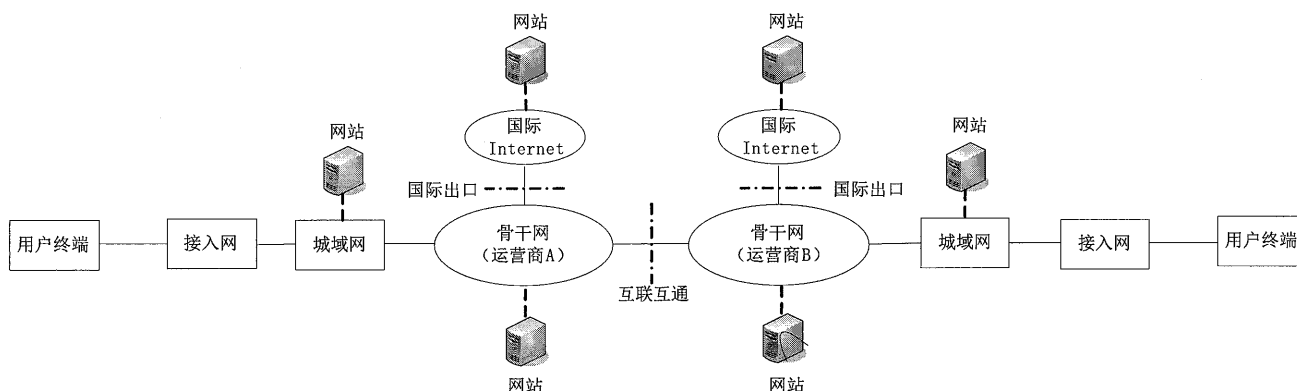 网站
网站
国际
Internet
国际
Internet
网站
网站
国际出口
国际出口
用户终端
接入网
城域网
骨干网
（运营商A）
骨干网
（运营商B）
城域网
接入网
用户终端
互联互通
网站
网站